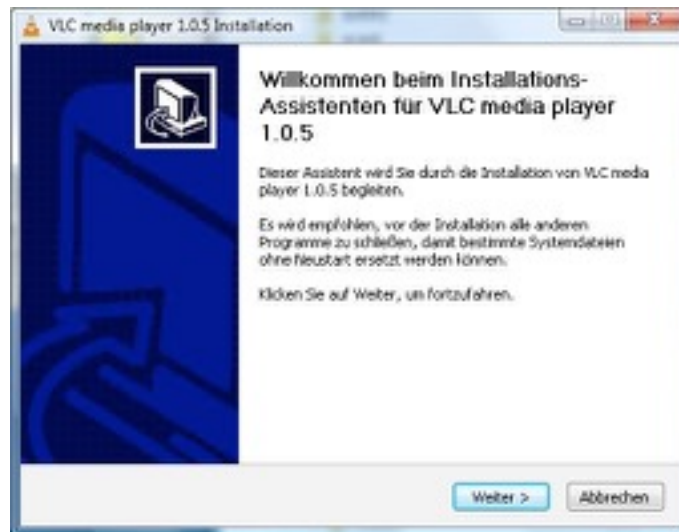 VLC media player 1.0.5 Installation
Willkommen beim Installations-
Assistenten für VLC media player
1.0.5
Dieser Assistent wird Sie durch die Installation von VLC media
player 1.0.5 begleiten.
Es wird empfohlen, vor der Installation alle anderen
Programme zu schließen, damit bestimmte Systemdateien
ohne Neustart ersetzt werden können.
Klicken Sie auf Weiter, um fortzufahren.
Weiter >
Abbrechen